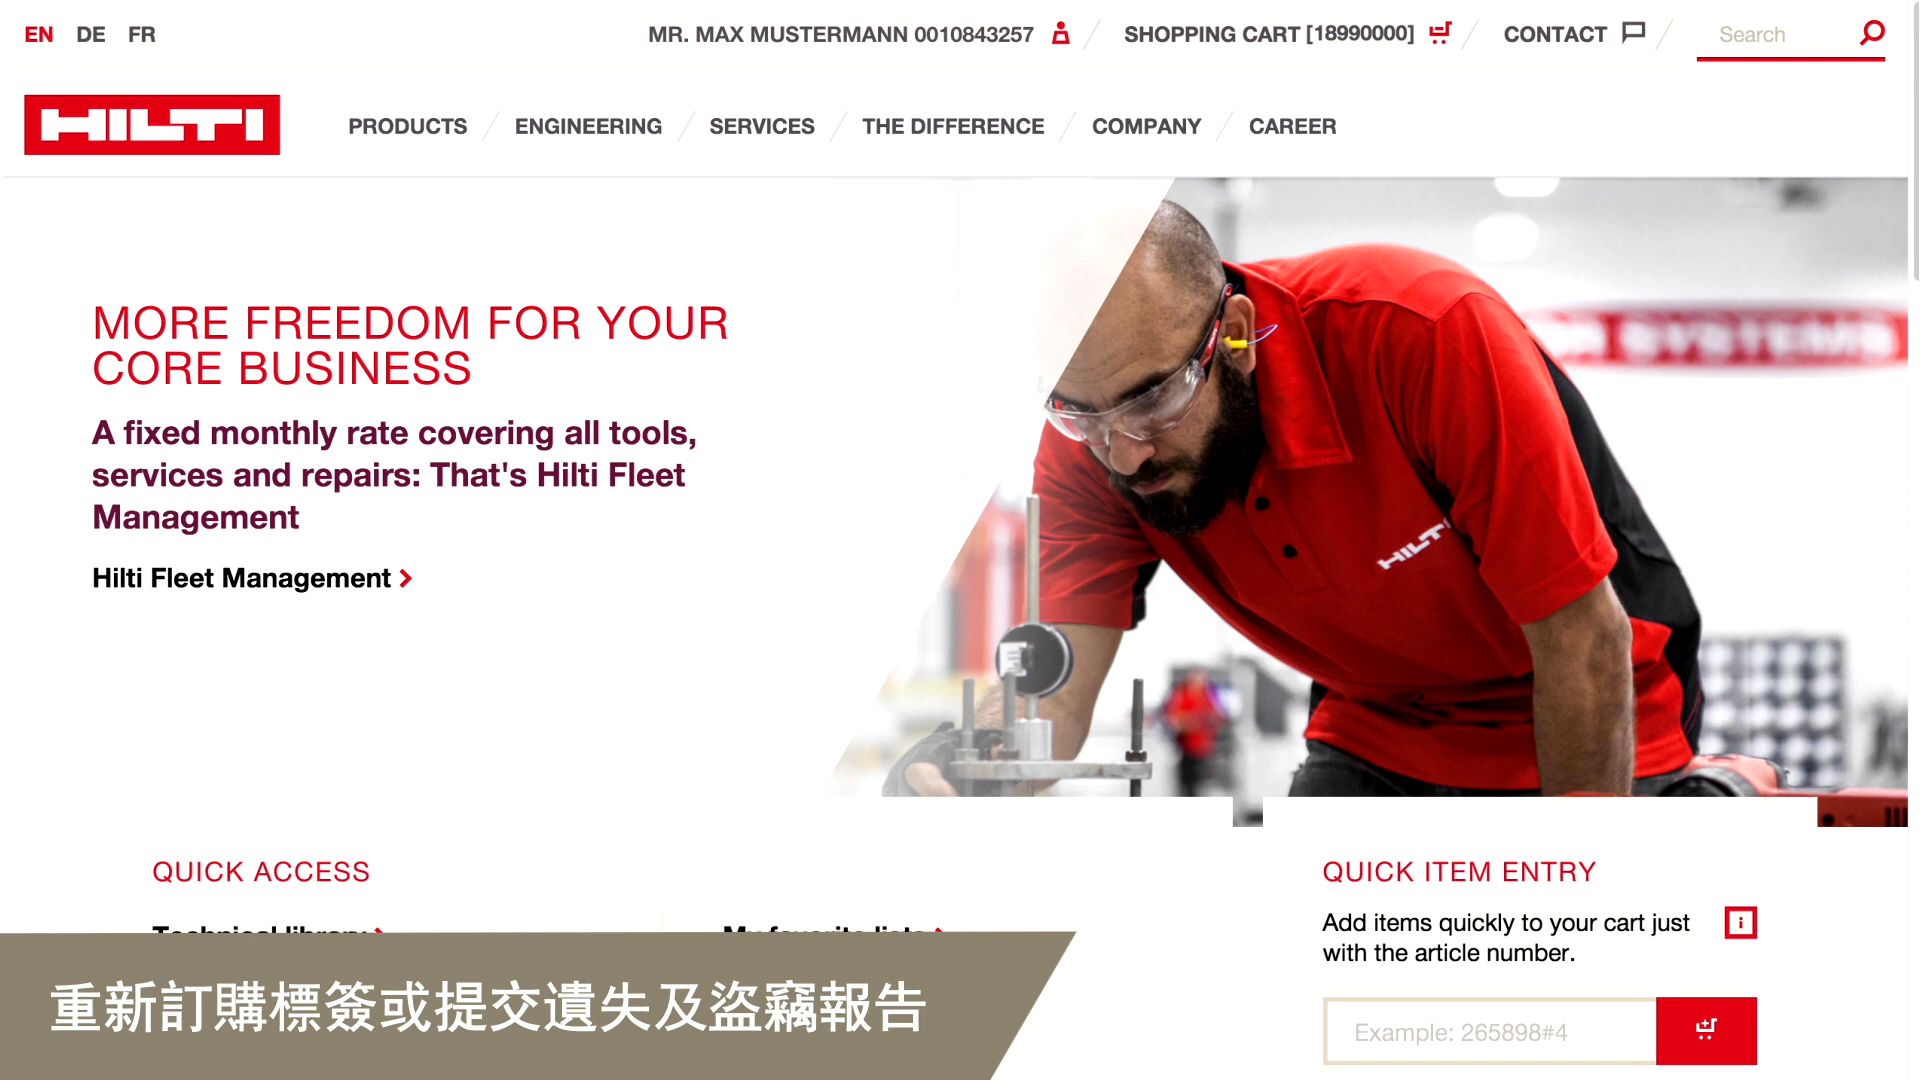 EN DE FR
MR. MAX MUSTERMANN 0010843257
SHOPPING CART [18990000]
CONTACT
Search
HILTI
PRODUCTS
ENGINEERING
SERVICES
THE DIFFERENCE
COMPANY
CAREER
MORE FREEDOM FOR YOUR
CORE BUSINESS
A fixed monthly rate covering all tools,
services and repairs: That's Hilti Fleet
Management
Hilti Fleet Management
HILTI
SYSTEMS
QUICK ACCESS
Technical library
My favorite lists
QUICK ITEM ENTRY
Add items quickly to your cart just
with the article number.
Example: 265898#4
重新訂購標簽或提交遺失及盜竊報告